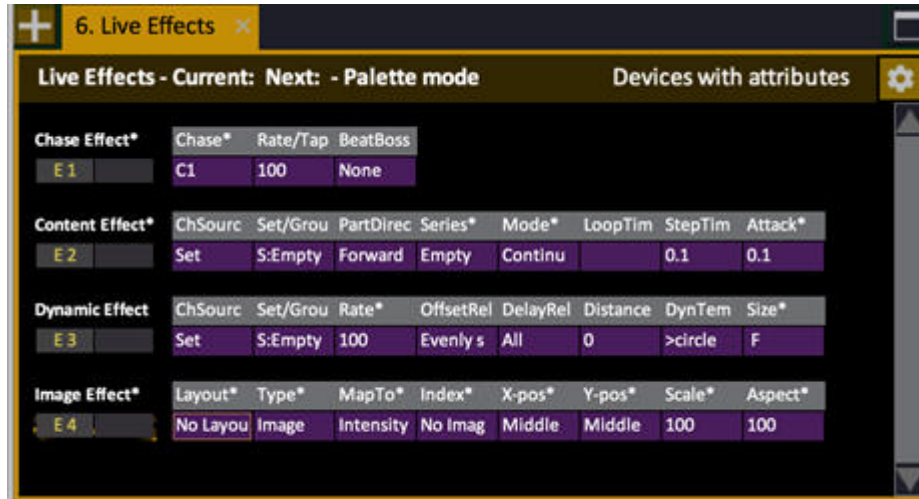 6. Live Effects
Live Effects - Current: Next: - Palette mode Devices with attributes
Chase Effect* Chase* Rate/Tap BeatBoss
E 1 C1 100 None
Content Effect* ChSourc Set/Grou PartDirec Series* Mode* LoopTim StepTim Attack*
E 2 Set S:Empty Forward Empty Continu 0.1 0.1
Dynamic Effect ChSourc Set/Grou Rate* OffsetRel DelayRel Distance DynTem Size*
E 3 Set S:Empty 100 Evenly s All 0 >circle F
Image Effect* Layout* Type* MapTo* Index* X-pos* Y-pos* Scale* Aspect*
E 4 No Layou Image Intensity No Imag Middle Middle 100 100